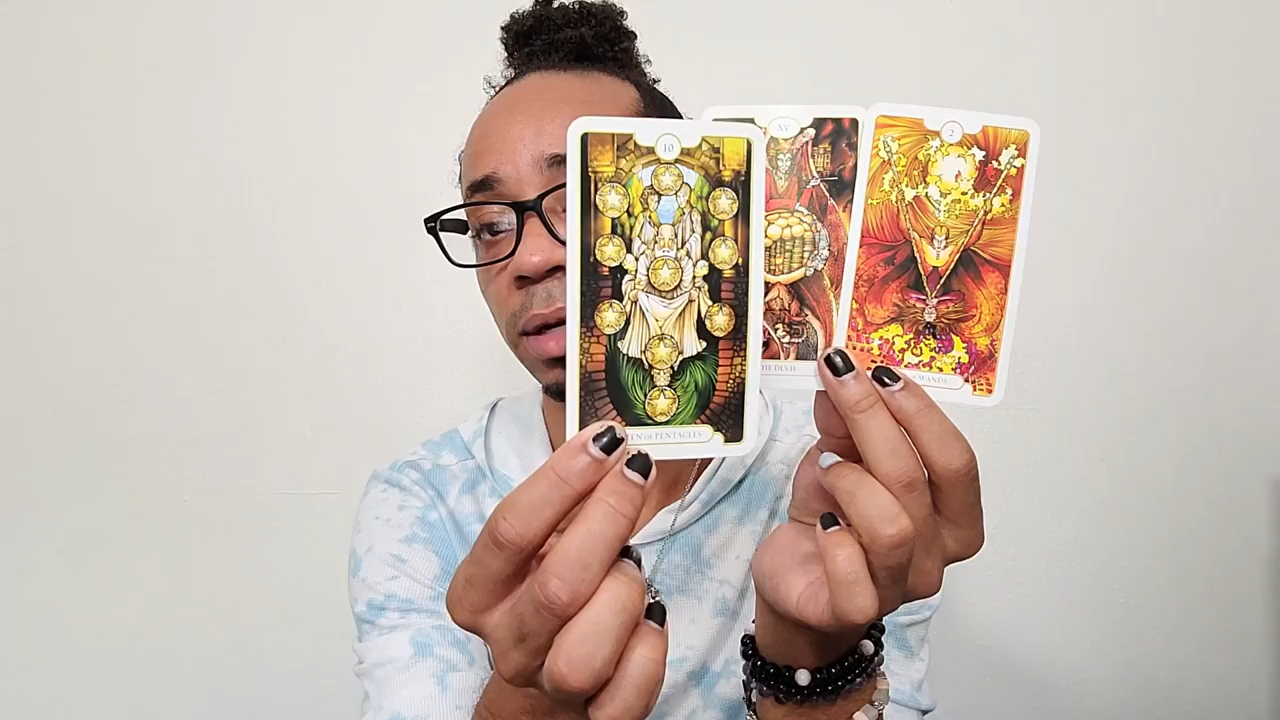 10
TEN OF PENTACLES
XV
THE DEVIL
2
WANDS